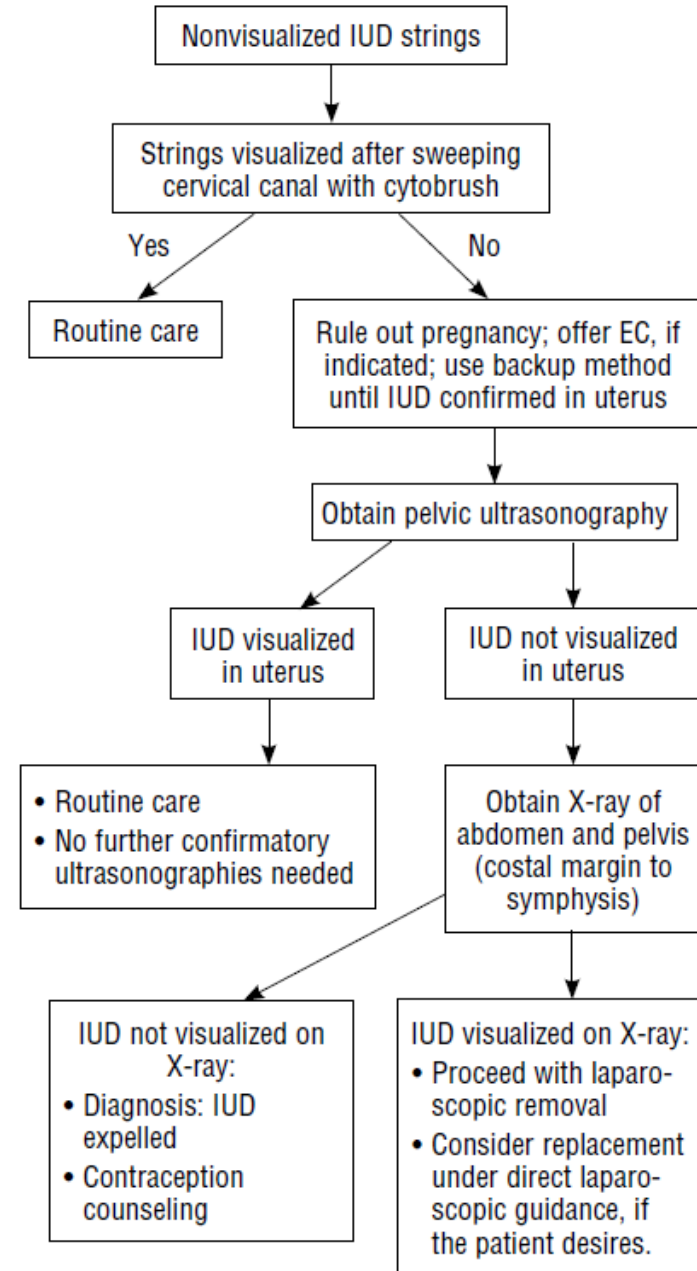 Nonvisualized IUD strings
Strings visualized after sweeping
cervical canal with cytobrush
Yes
No
Routine care
Rule out pregnancy; offer EC, if
indicated; use backup method
until IUD confirmed in uterus
Obtain pelvic ultrasonography
IUD visualized
in uterus
IUD not visualized
in uterus
• Routine care
• No further confirmatory
ultrasonographies needed
Obtain X-ray of
abdomen and pelvis
(costal margin to
symphysis)
IUD not visualized on
X-ray:
• Diagnosis: IUD
expelled
• Contraception
counseling
IUD visualized on X-ray:
• Proceed with laparo-
scopic removal
• Consider replacement
under direct laparo-
scopic guidance, if
the patient desires.